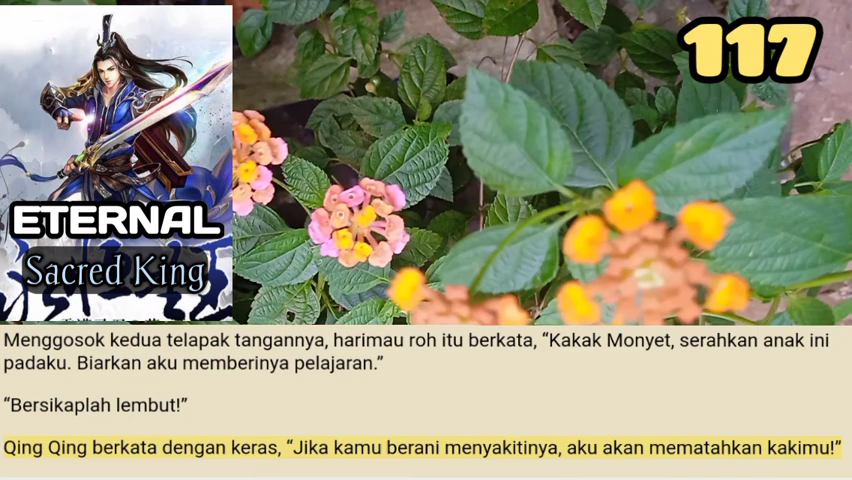 117
ETERNAL
Sacred King
Menggosok kedua telapak tangannya, harimau roh itu berkata, “Kakak Monyet, serahkan anak ini
padaku. Biarkan aku memberinya pelajaran.”
“Bersikaplah lembut!”
Qing Qing berkata dengan keras, “Jika kamu berani menyakitinya, aku akan mematahkan kakimu!”